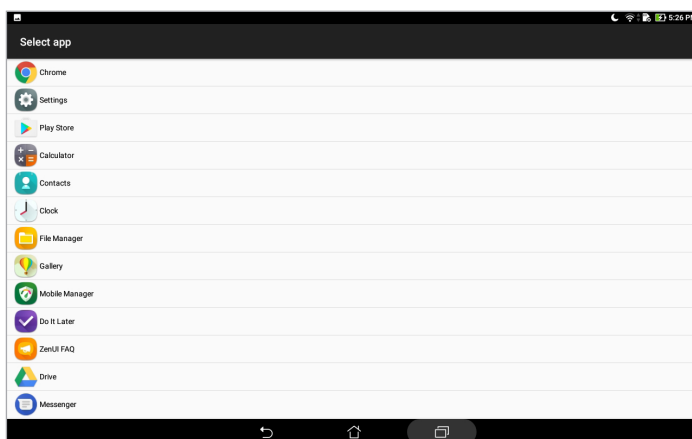 5:26 PM
Select app
Chrome
Settings
Play Store
Calculator
Contacts
Clock
File Manager
Gallery
Mobile Manager
Do It Later
ZenUI FAQ
Drive
Messenger